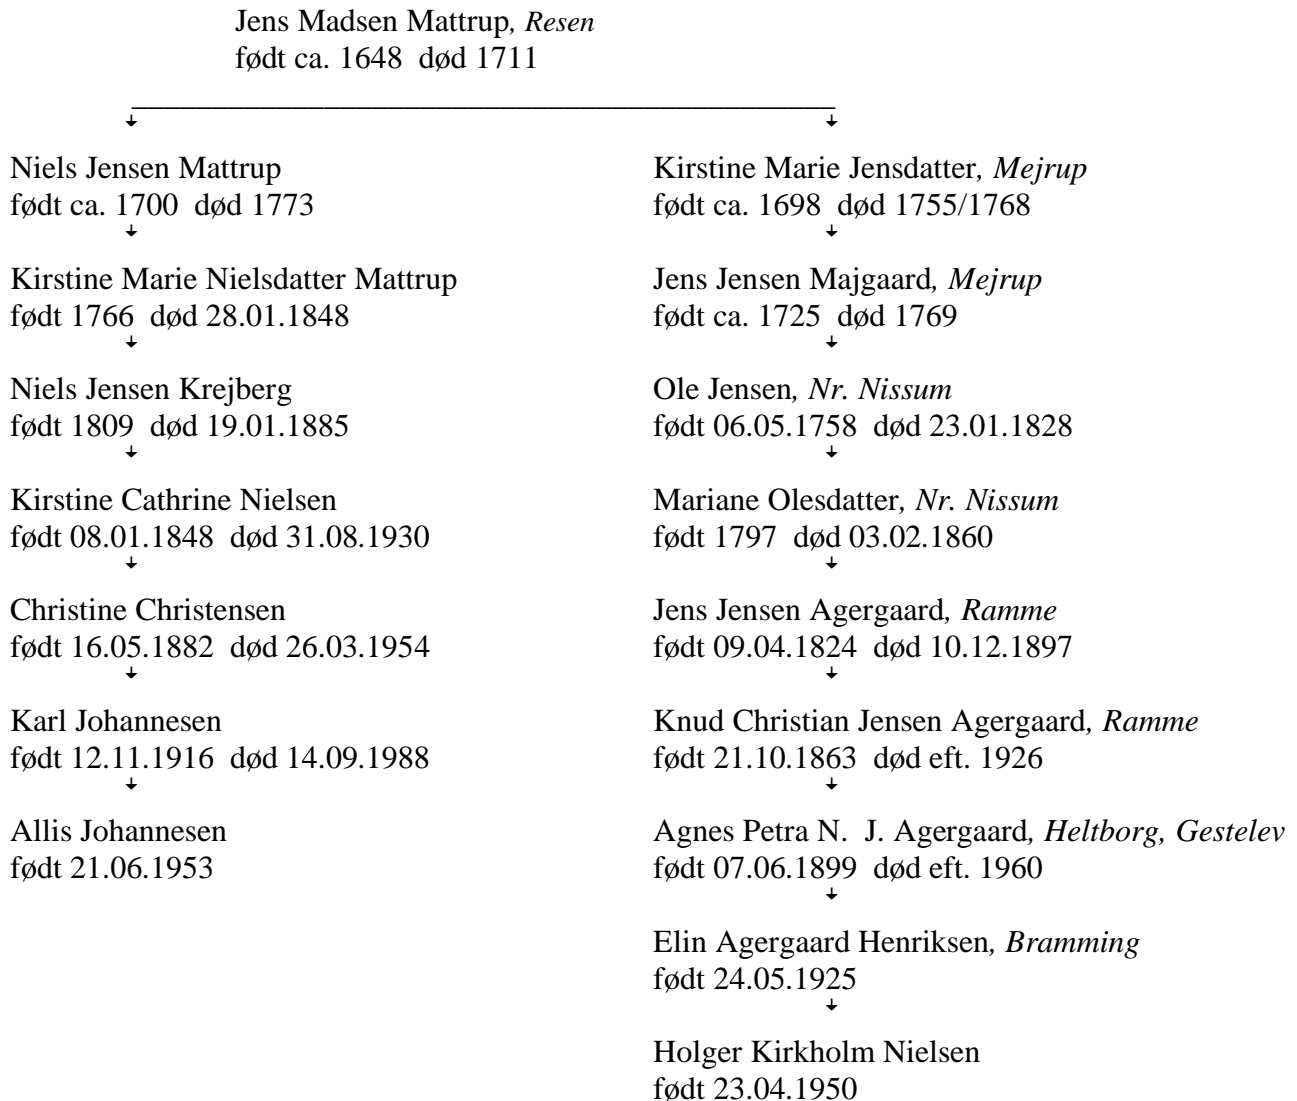 Jens Madsen Mattrup, Resen
født ca. 1648  død 1711
Niels Jensen Mattrup
født ca. 1700  død 1773
Kirstine Marie Nielsdatter Mattrup
født 1766  død 28.01.1848
Niels Jensen Krejberg
født 1809  død 19.01.1885
Kirstine Cathrine Nielsen
født 08.01.1848  død 31.08.1930
Christine Christensen
født 16.05.1882  død 26.03.1954
Karl Johannesen
født 12.11.1916  død 14.09.1988
Allis Johannesen
født 21.06.1953
Kirstine Marie Jensdatter, Mejrup
født ca. 1698  død 1755/1768
Jens Jensen Majgaard, Mejrup
født ca. 1725  død 1769
Ole Jensen, Nr. Nissum
født 06.05.1758  død 23.01.1828
Mariane Olesdatter, Nr. Nissum
født 1797  død 03.02.1860
Jens Jensen Agergaard, Ramme
født 09.04.1824  død 10.12.1897
Knud Christian Jensen Agergaard, Ramme
født 21.10.1863  død eft. 1926
Agnes Petra N.  J. Agergaard, Heltborg, Gestelev
født 07.06.1899  død eft. 1960
Elin Agergaard Henriksen, Bramming
født 24.05.1925
Holger Kirkholm Nielsen
født 23.04.1950